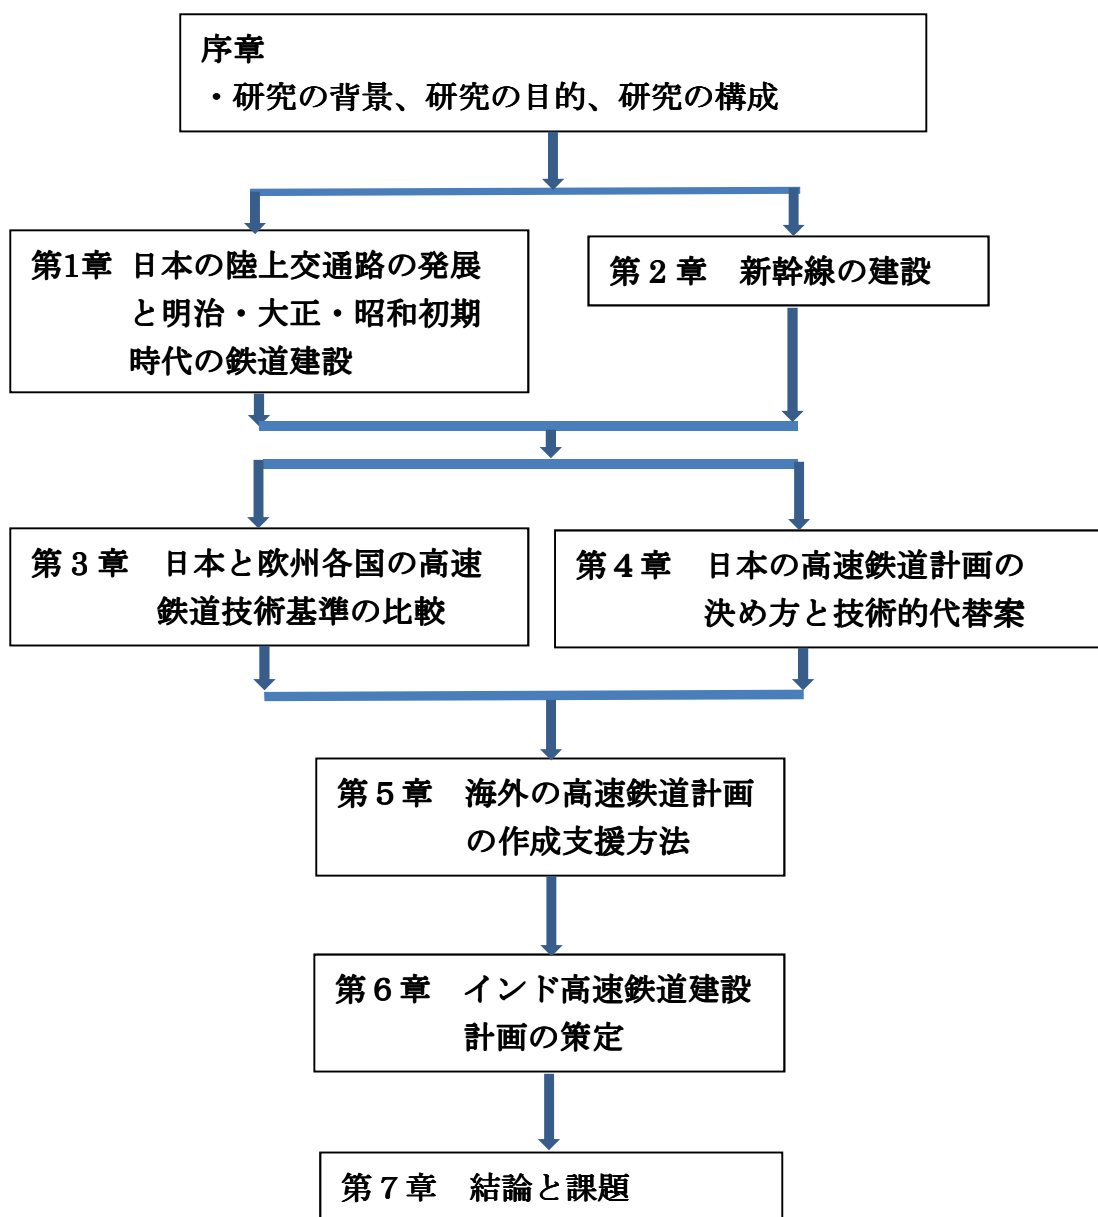 序章
・研究の背景、研究の目的、研究の構成
第1章 日本の陸上交通路の発展
と明治・大正・昭和初期
時代の鉄道建設
第２章　新幹線の建設
第３章　日本と欧州各国の高速
鉄道技術基準の比較
第４章　日本の高速鉄道計画の
決め方と技術的代替案
第５章　海外の高速鉄道計画
の作成支援方法
第６章　インド高速鉄道建設
計画の策定
第７章　結論と課題